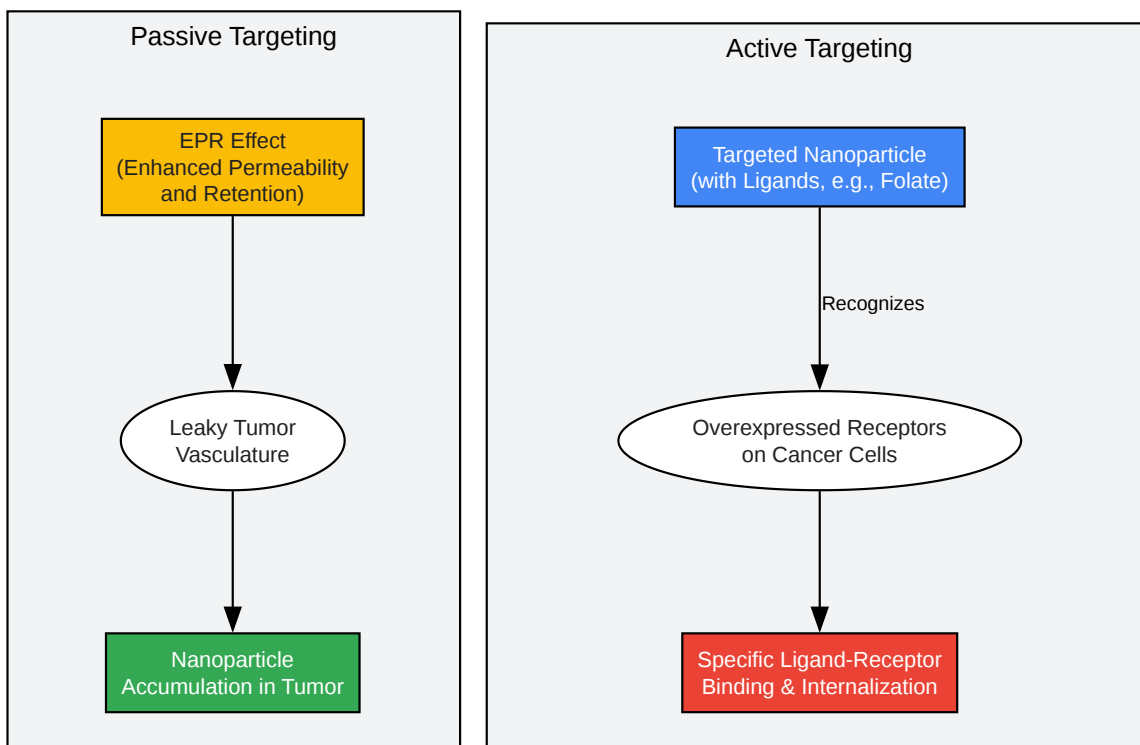 Passive Targeting
EPR Effect
(Enhanced Permeability
and Retention)
Leaky Tumor
Vasculature
Nanoparticle
Accumulation in Tumor
Active Targeting
Targeted Nanoparticle
(with Ligands, e.g., Folate)
Recognizes
Overexpressed Receptors
on Cancer Cells
Specific Ligand-Receptor
Binding & Internalization